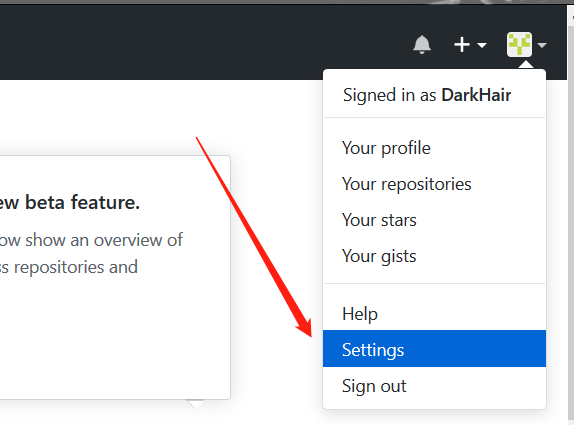 Signed in as DarkHair
Your profile
Your repositories
Your stars
Your gists
Help
Settings
Sign out
ew beta feature.
ow show an overview of
ss repositories and